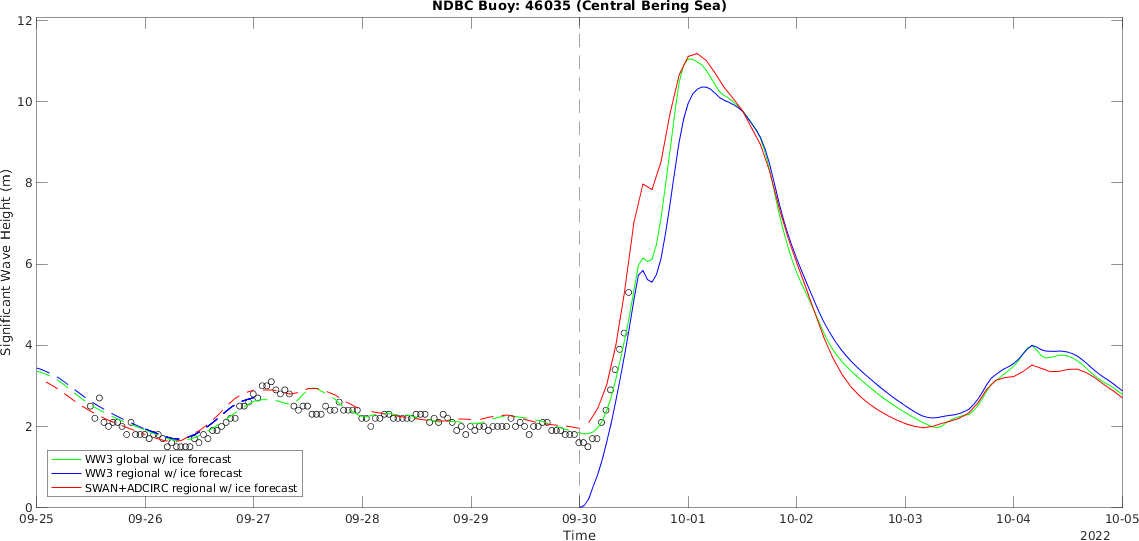 NDBC Buoy: 46035 (Central Bering Sea)
12
10
8
6
4
2
0
Significant Wave Height (m)
WW3 global w/ ice forecast
WW3 regional w/ ice forecast
SWAN+ADCIRC regional w/ ice forecast
09-25 09-26 09-27 09-28 09-29 09-30 10-01 10-02 10-03 10-04 10-05
Time
2022